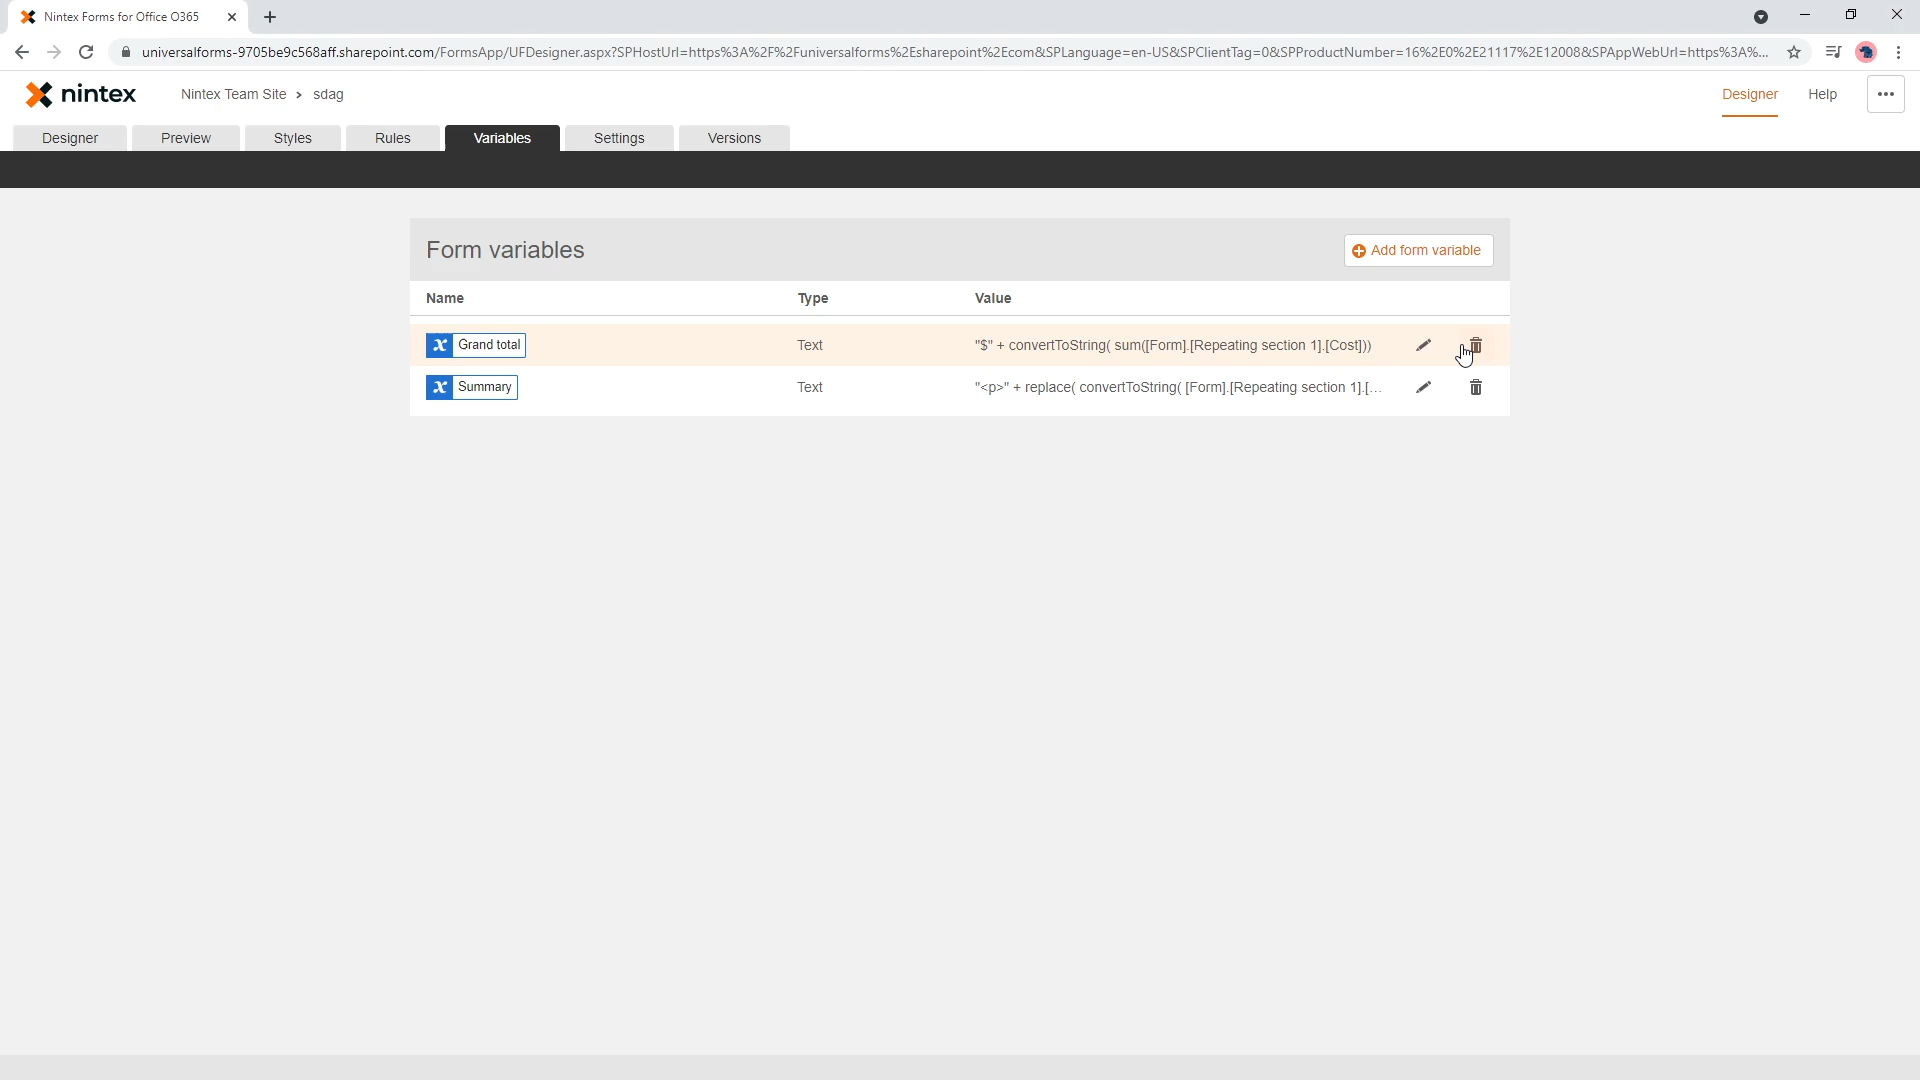 Nintex Forms for Office O365
universalforms-9705be9c568aff.sharepoint.com/FormsApp/UFDesigner.aspx?SPHostUrl=https%3A%2F%2Funiversalforms%2Esharepoint%2Ecom&SPLanguage=en-US&SPClientTag=0&SPProductNumber=16%2E0%2E21117%2E12008&SPAppWebUrl=https%3A%...
nintex Nintex Team Site > sdag Designer Help
Designer Preview Styles Rules Variables Settings Versions
Form variables Add form variable
Name Type Value
x Grand total Text "$" + convertToString( sum([Form].[Repeating section 1].[Cost]))
x Summary Text "<p>" + replace( convertToString( [Form].[Repeating section 1].[...